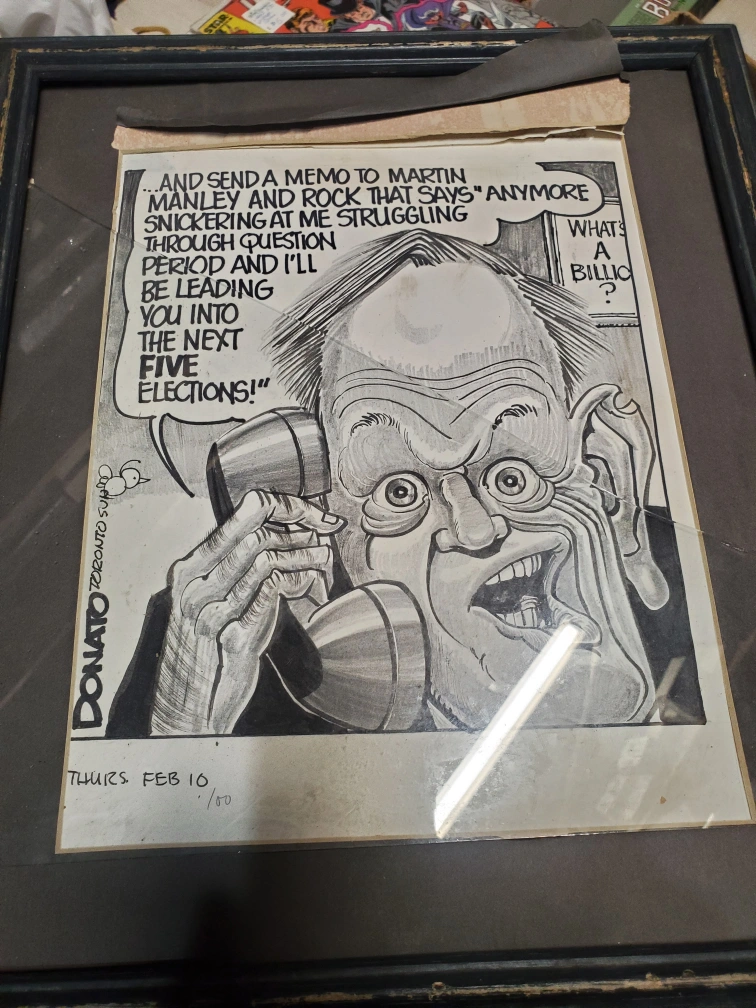 ...AND SEND A MEMO TO MARTIN
MANLEY AND ROCK THAT SAYS "ANYMORE
SNICKERING AT ME STRUGGLING
THROUGH QUESTION
PERIOD AND I'LL
BE LEADING
YOU INTO
THE NEXT
FIVE
ELECTIONS!"
WHAT'S
A
BILLIO
?
DONATO TORONTO SUN
THURS FEB 10
/00